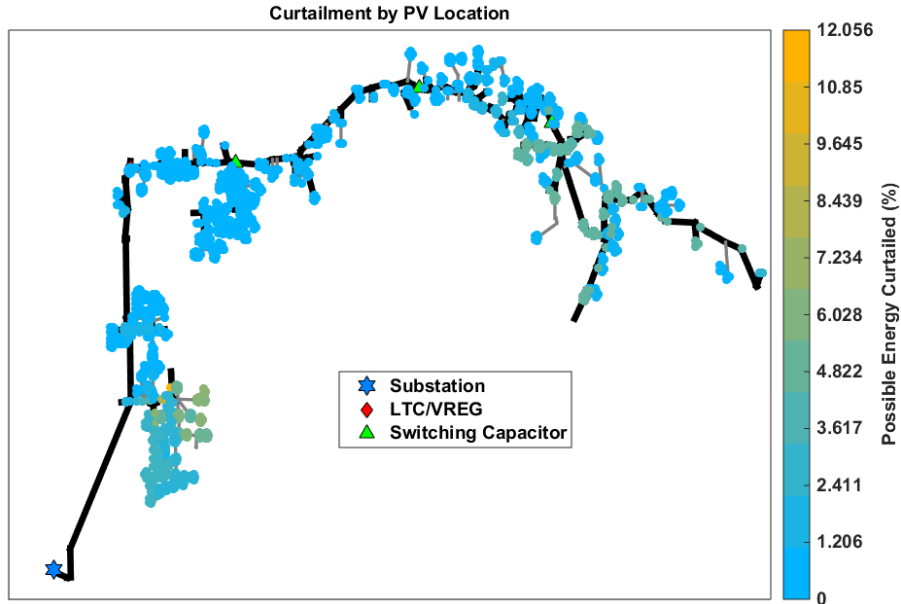 Curtailment by PV Location
12.056
10.85
9.645
8.439
7.234
6.028
4.822
3.617
2.411
1.206
0
Possible Energy Curtailed (%)
Substation
LTC/VREG
Switching Capacitor